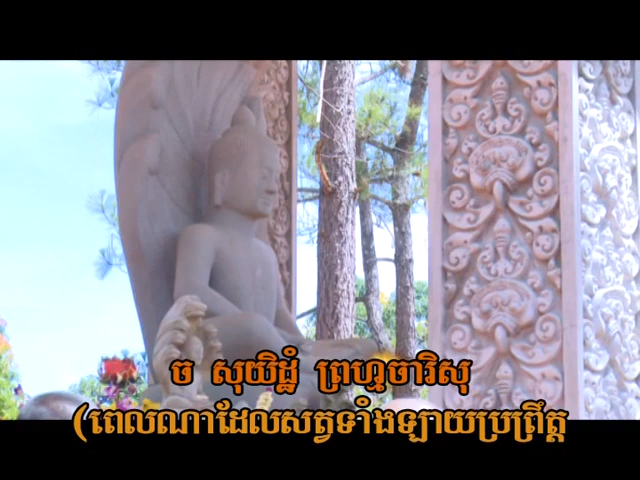 ច សុយិដ្ឋំ ព្រហ្មចារិសុ
(ពេលណាដែលសត្វទាំងឡាយប្រព្រឹត្ត